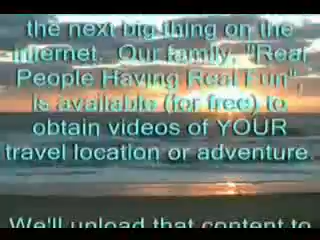 the next big thing on the
internet. Our family, "Real
People Having Real Fun",
is available (for free) to
obtain videos of YOUR
travel location or adventure.
We'll upload that content to